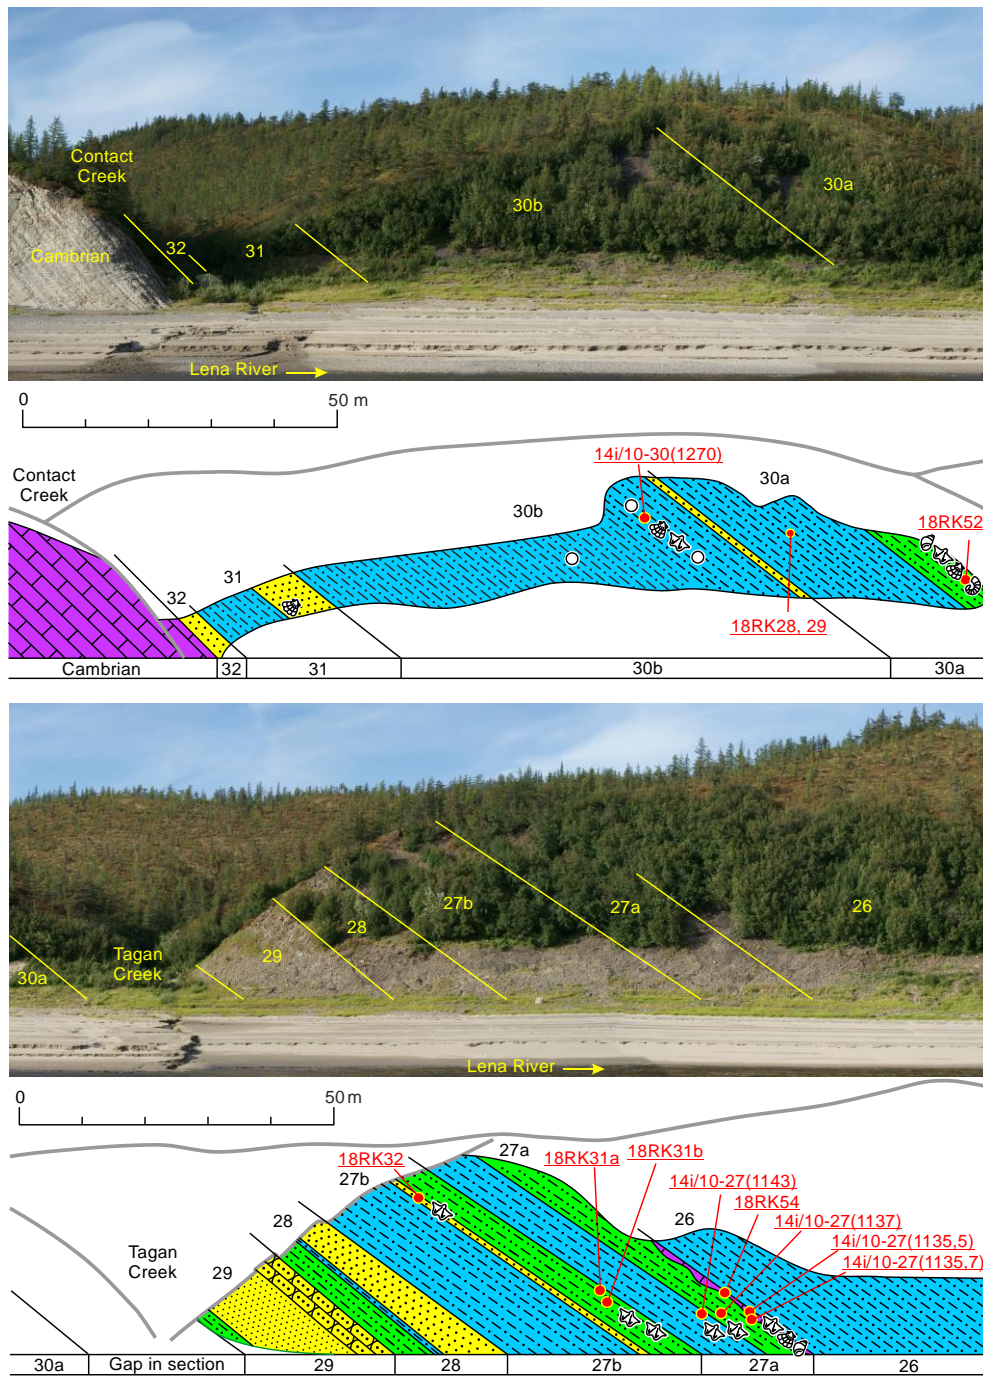 Contact
Creek
Cambrian
32
31
30b
30a
Lena River
0 50 m
14i/10-30(1270)
30a
Contact
Creek
30b
18RK52
31
32
18RK28, 29
Cambrian 32 31 30b 30a
30a
Tagan
Creek
29
28
27b
27a
26
Lena River
0 50 m
18RK32
27b
27a
18RK31a
18RK31b
14i/10-27(1143)
18RK54
26
14i/10-27(1137)
14i/10-27(1135,5)
14i/10-27(1135,7)
28
Tagan
Creek
29
30a Gap in section 29 28 27b 27a 26